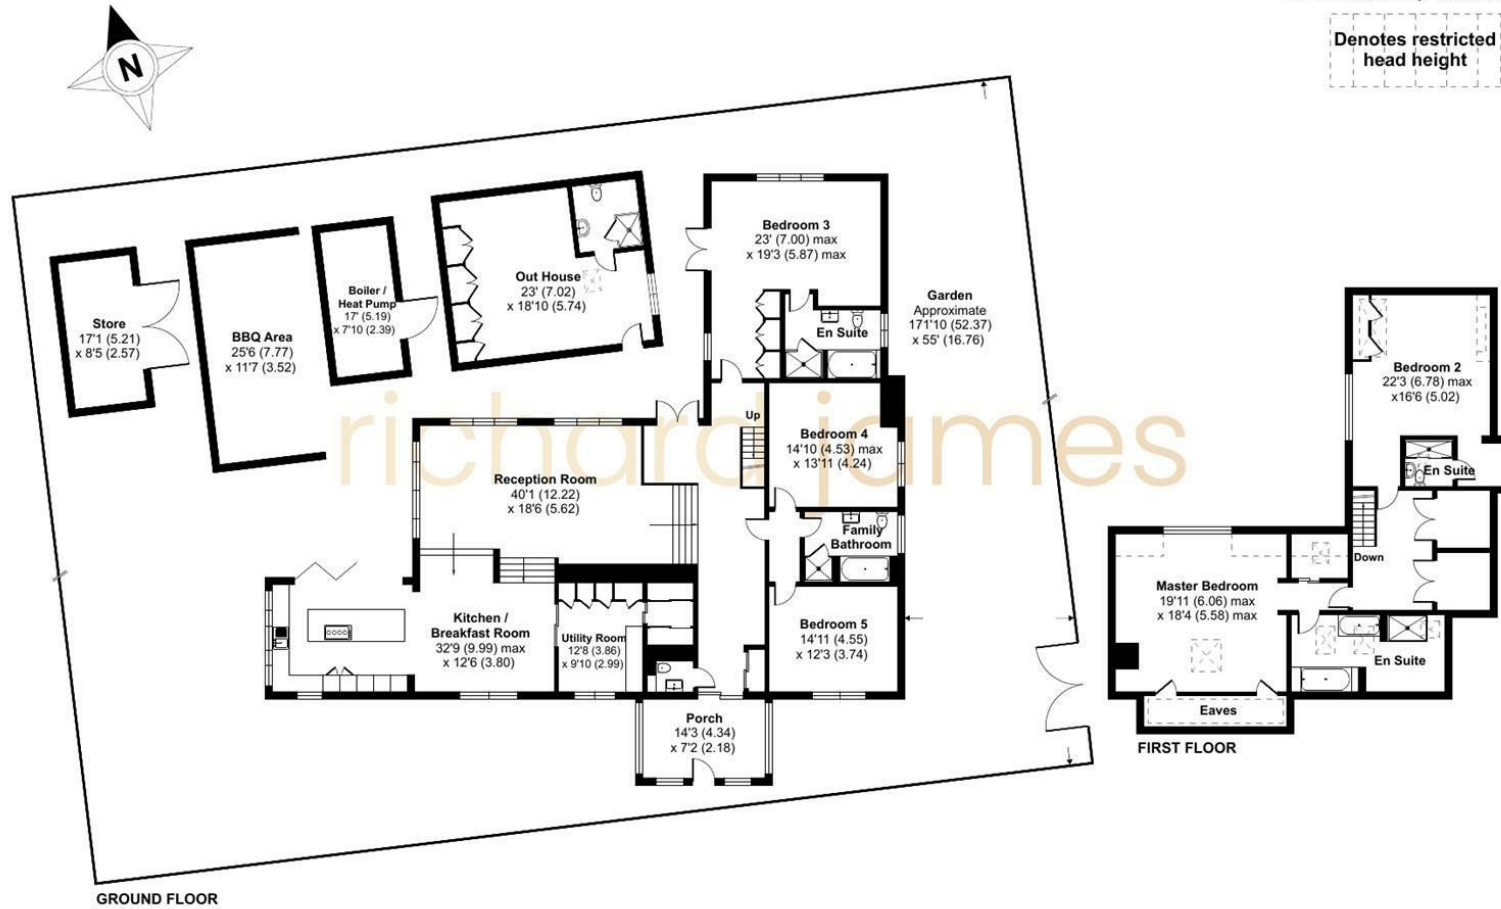 N
Denotes restricted
head height
Bedroom 3
23' (7.00) max
x 19'3 (5.87) max
Out House
23' (7.02)
x 18'10 (5.74)
Boiler /
Heat Pump
17' (5.19)
x 7'10 (2.39)
Store
17'1 (5.21)
x 8'5 (2.57)
BBQ Area
25'6 (7.77)
x 11'7 (3.52)
En Suite
Garden
Approximate
171'10 (52.37)
x 55' (16.76)
Bedroom 2
22'3 (6.78) max
x16'6 (5.02)
En Suite
Up
Bedroom 4
14'10 (4.53) max
x 13'11 (4.24)
richard james
Reception Room
40'1 (12.22)
x 18'6 (5.62)
Family
Bathroom
Down
Master Bedroom
19'11 (6.06) max
x 18'4 (5.58) max
En Suite
Kitchen /
Breakfast Room
32'9 (9.99) max
x 12'6 (3.80)
Utility Room
12'8 (3.86)
x 9'10 (2.99)
Bedroom 5
14'11 (4.55)
x 12'3 (3.74)
Eaves
Porch
14'3 (4.34)
x 7'2 (2.18)
FIRST FLOOR
GROUND FLOOR